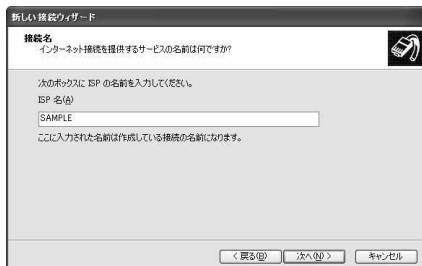 新しい接続ウィザード
接続名
インターネット接続を提供するサービスの名前は何ですか?
次のボックスに ISP の名前を入力してください。
ISP 名(A)
SAMPLE
ここに入力された名前は作成している接続の名前になります。
< 戻る(B)
次へ(N) >
キャンセル